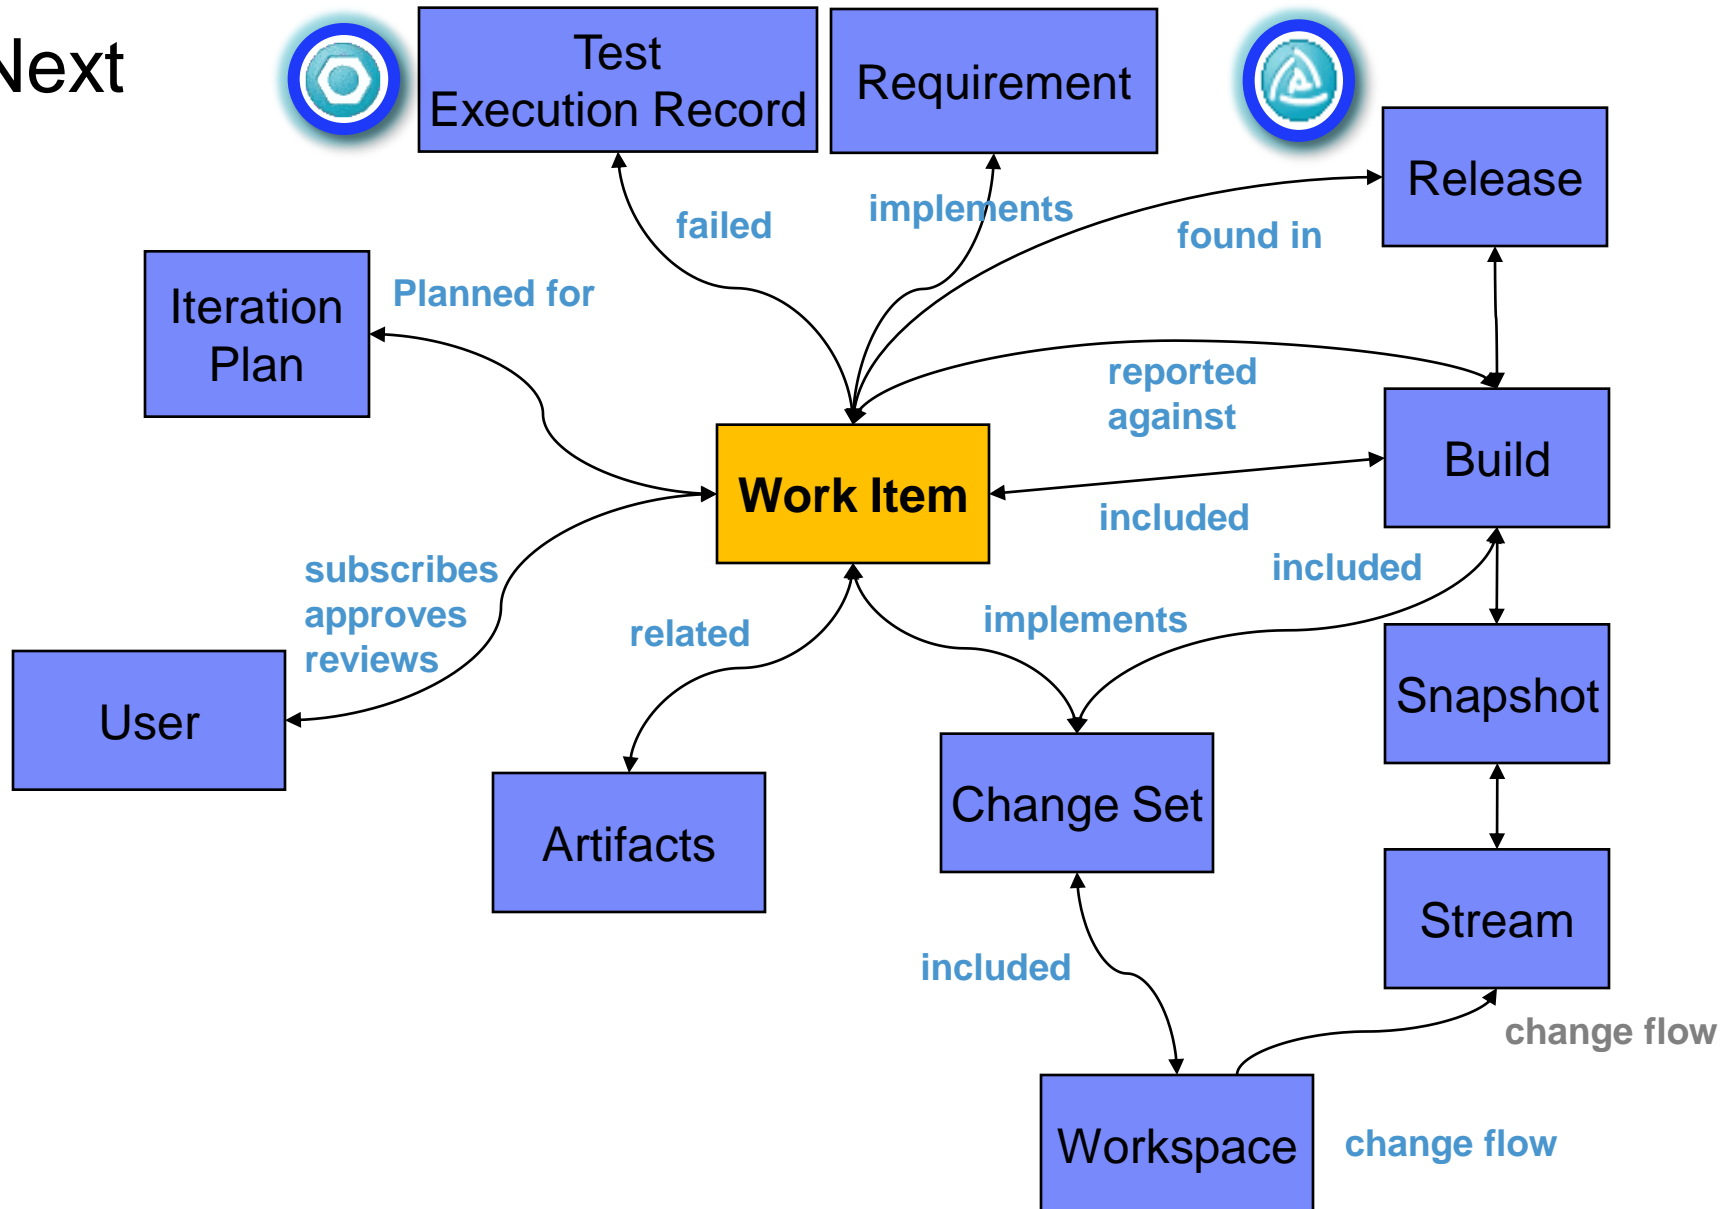 Next
Test
Execution Record
Requirement
Release
failed
implements
found in
Iteration
Plan
Planned for
reported
against
Build
Work Item
included
included
subscribes
approves
reviews
related
implements
User
Snapshot
Change Set
Artifacts
Stream
included
change flow
Workspace
change flow